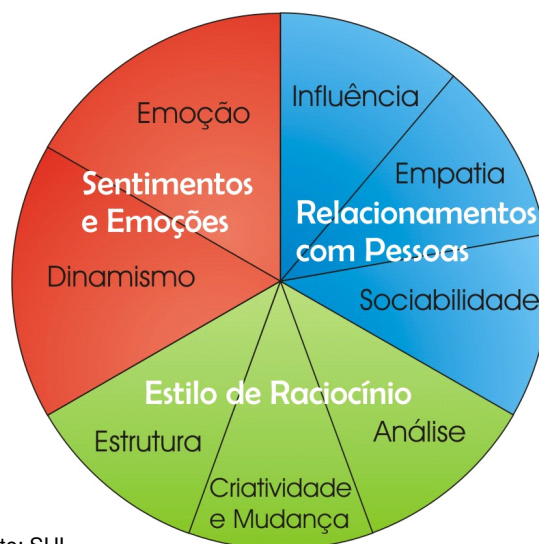 Emoção
Influência
Sentimentos
e Emoções
Empatia
Relacionamentos
com Pessoas
Dinamismo
Sociabilidade
Estilo de Raciocínio
Estrutura
Análise
Criatividade
e Mudança